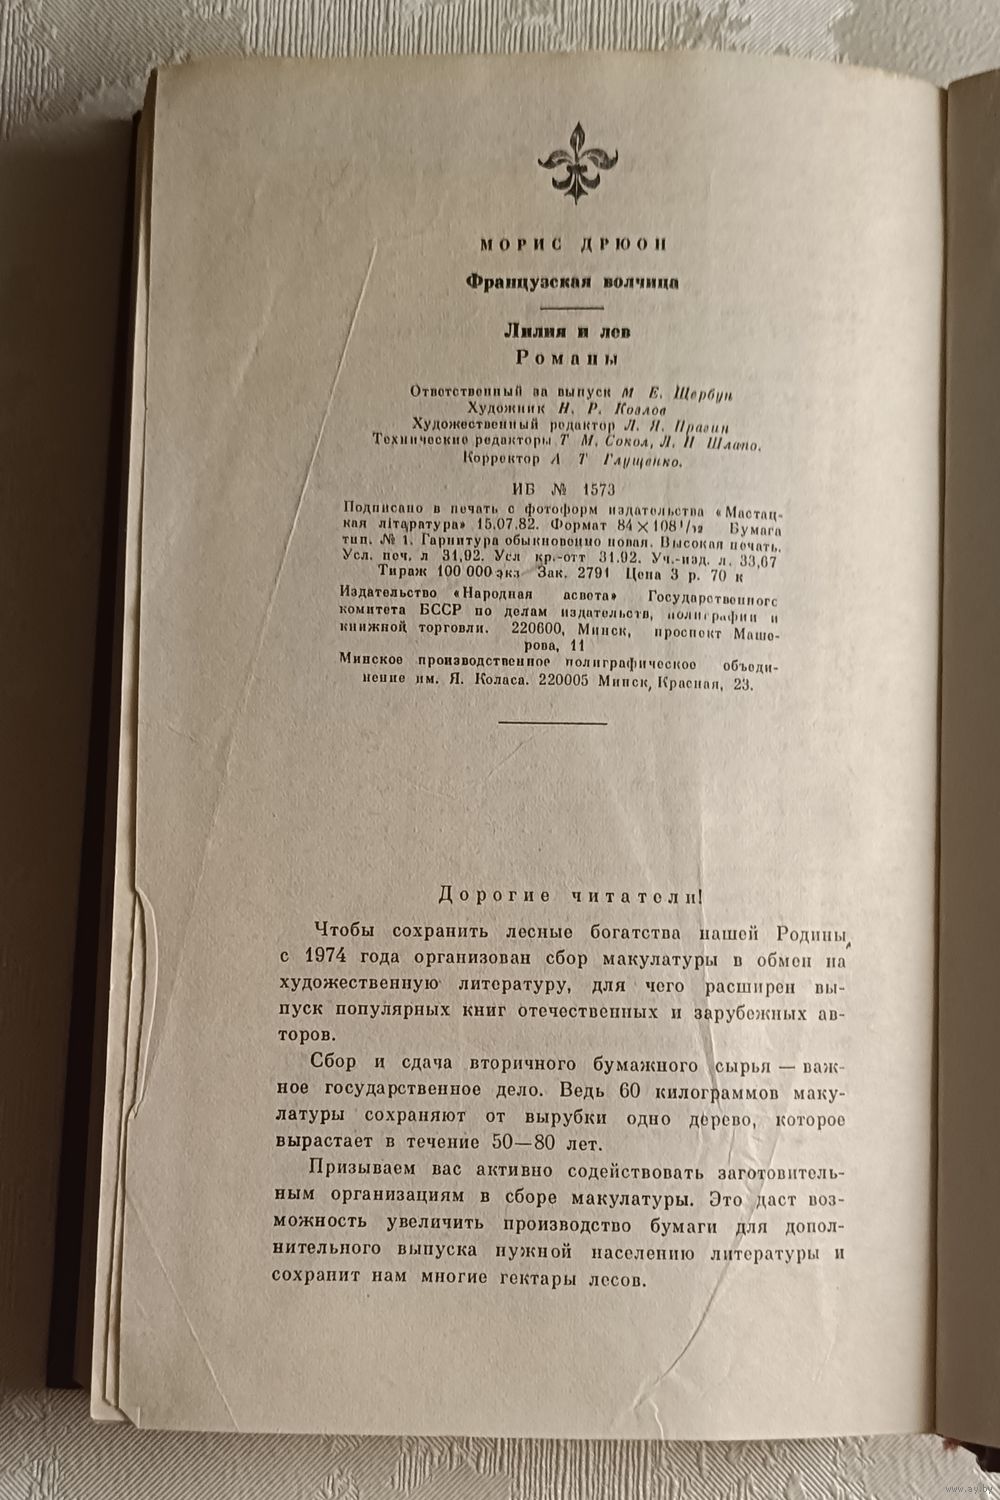 МОРИС ДРЮОН
Французская волчица
Лилия и лев
Романы
Ответственный за выпуск М Е. Щербун
Художник Н. Р. Козлов
Художественный редактор Л. Я. Прагин
Технические редакторы Т М. Сокол, Л. И Шлапо.
Корректор А Т Глущенко.
ИБ № 1573
Подписано в печать с фотоформ издательства «Мастац-
кая літаратура» 15.07.82. Формат 84×108 1/32 Бумага
тип. № 1. Гарнитура обыкновенно новая. Высокая печать.
Усл. печ. л 31,92. Усл кр.-отт 31.92. Уч.-изд. л. 33,67
Тираж 100 000 экз Зак. 2791 Цена 3 р. 70 к
Издательство «Народная асвета» Государственного
комитета БССР по делам издательств, полиграфии и
книжной торговли. 220600, Минск, проспект Маше-
рова, 11
Минское производственное полиграфическое объеди-
нение им. Я. Коласа. 220005 Минск, Красная, 23.
Дорогие читатели!
Чтобы сохранить лесные богатства нашей Родины,
с 1974 года организован сбор макулатуры в обмен на
художественную литературу, для чего расширен вы-
пуск популярных книг отечественных и зарубежных ав-
торов.
Сбор и сдача вторичного бумажного сырья — важ-
ное государственное дело. Ведь 60 килограммов маку-
латуры сохраняют от вырубки одно дерево, которое
вырастает в течение 50—80 лет.
Призываем вас активно содействовать заготовитель-
ным организациям в сборе макулатуры. Это даст воз-
можность увеличить производство бумаги для допол-
нительного выпуска нужной населению литературы и
сохранит нам многие гектары лесов.
www.ay.by